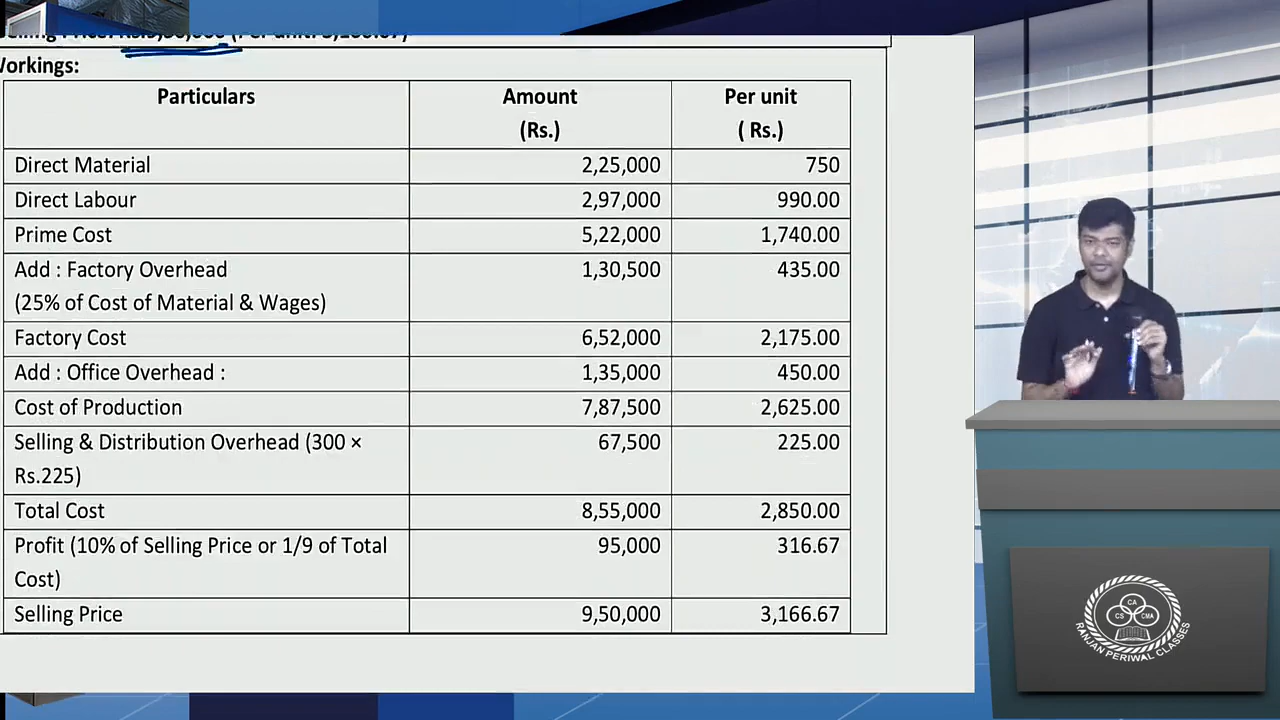 Workings:
Particulars Amount Per unit
(Rs.) ( Rs.)
Direct Material 2,25,000 750
Direct Labour 2,97,000 990.00
Prime Cost 5,22,000 1,740.00
Add : Factory Overhead 1,30,500 435.00
(25% of Cost of Material & Wages)
Factory Cost 6,52,000 2,175.00
Add : Office Overhead : 1,35,000 450.00
Cost of Production 7,87,500 2,625.00
Selling & Distribution Overhead (300 × 67,500 225.00
Rs.225)
Total Cost 8,55,000 2,850.00
Profit (10% of Selling Price or 1/9 of Total 95,000 316.67
Cost)
Selling Price 9,50,000 3,166.67
CA
CS CMA
RANJAN PERIWAL CLASSES